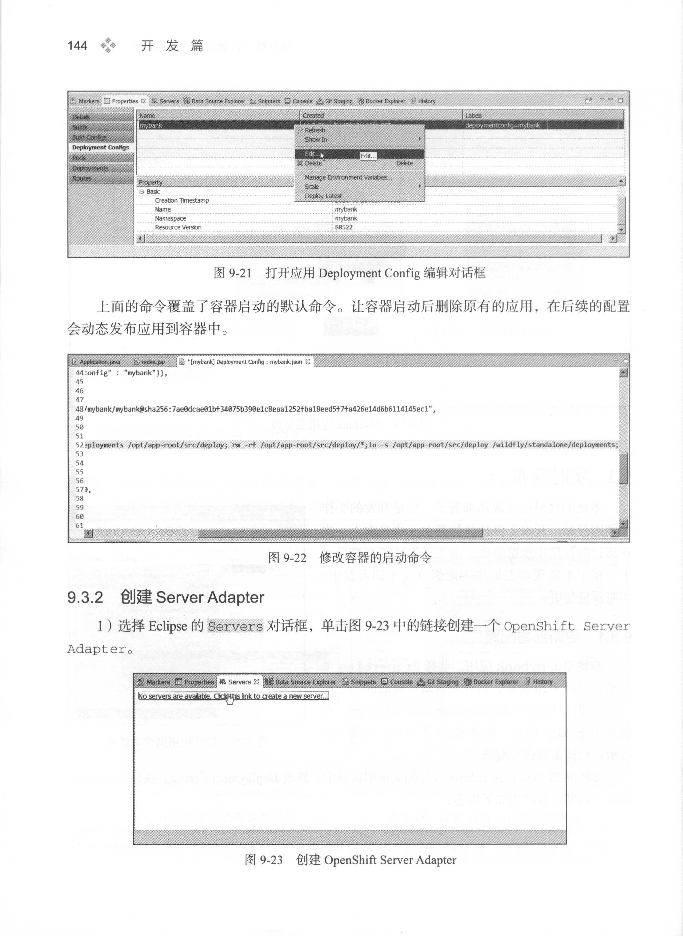 144 开 发 篇
Markers Properties Servers Data Source Explorer Snippets Console Git Staging Docker Explorer History
Details
Builds
Build Configs
Deployment Configs
Pods
Deployments
Routes
Name Created Labels
mybank deploymentconfig=mybank
Refresh
Show In
Edit... Edit...
Delete Delete
Manage Environment Variables...
Scale
Deploy Latest
Property
Basic
Creation Timestamp
Name mybank
Namespace mybank
Resource Version 60522
图 9-21 打开应用 Deployment Config 编辑对话框
上面的命令覆盖了容器启动的默认命令。让容器启动后删除原有的应用，在后续的配置
会动态发布应用到容器中。
Application.java index.jsp *[mybank] Deployment Config : mybank.json
44 :onfig" : "mybank"}},
45
46
47
48 /mybank/mybank@sha256:7ae0dcae01bf34075b390e1c8eaa1252fba18eed5f7fa426e14d6b6114145ec1",
49
50
51
52 eployments /opt/app-root/src/deploy; rm -rf /opt/app-root/src/deploy/*;ln -s /opt/app-root/src/deploy /wildfly/standalone/deployments;
53
54
55
56
57 },
58
59
60
61
图 9-22 修改容器的启动命令
9.3.2 创建 Server Adapter
1）选择 Eclipse 的 Servers 对话框，单击图 9-23 中的链接创建一个 OpenShift Server
Adapter。
Markers Properties Servers Data Source Explorer Snippets Console Git Staging Docker Explorer History
No servers are available. Click this link to create a new server...
图 9-23 创建 OpenShift Server Adapter